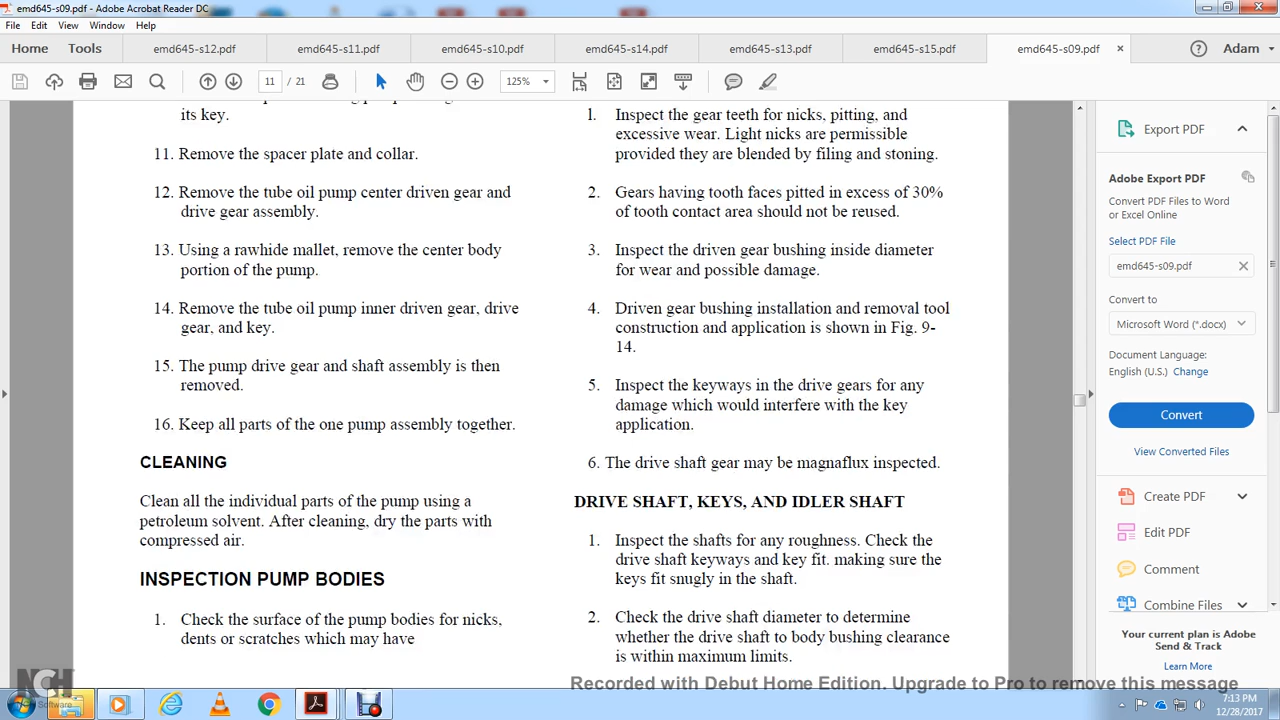 emd645-s09.pdf - Adobe Acrobat Reader DC
File Edit View Window Help
Home Tools emd645-s12.pdf emd645-s11.pdf emd645-s10.pdf emd645-s14.pdf emd645-s13.pdf emd645-s15.pdf emd645-s09.pdf × Adam
11 / 21 125%
its key.
11. Remove the spacer plate and collar.
12. Remove the tube oil pump center driven gear and
drive gear assembly.
13. Using a rawhide mallet, remove the center body
portion of the pump.
14. Remove the tube oil pump inner driven gear, drive
gear, and key.
15. The pump drive gear and shaft assembly is then
removed.
16. Keep all parts of the one pump assembly together.
CLEANING
Clean all the individual parts of the pump using a
petroleum solvent. After cleaning, dry the parts with
compressed air.
INSPECTION PUMP BODIES
1. Check the surface of the pump bodies for nicks,
dents or scratches which may have
l. Inspect the gear teeth for nicks, pitting, and
excessive wear. Light nicks are permissible
provided they are blended by filing and stoning.
2. Gears having tooth faces pitted in excess of 30%
of tooth contact area should not be reused.
3. Inspect the driven gear bushing inside diameter
for wear and possible damage.
4. Driven gear bushing installation and removal tool
construction and application is shown in Fig. 9-
14.
5. Inspect the keyways in the drive gears for any
damage which would interfere with the key
application.
6. The drive shaft gear may be magnaflux inspected.
DRIVE SHAFT, KEYS, AND IDLER SHAFT
1. Inspect the shafts for any roughness. Check the
drive shaft keyways and key fit. making sure the
keys fit snugly in the shaft.
2. Check the drive shaft diameter to determine
whether the drive shaft to body bushing clearance
is within maximum limits.
Export PDF
Adobe Export PDF
Convert PDF Files to Word
or Excel Online
Select PDF File
emd645-s09.pdf
Convert to
Microsoft Word (*.docx)
Document Language:
English (U.S.) Change
Convert
View Converted Files
Create PDF
Edit PDF
Comment
Combine Files
Your current plan is Adobe
Send & Track
Learn More
Recorded with Debut Home Edition. Upgrade to Pro to remove this message
NCH
Software
7:13 PM
12/28/2017